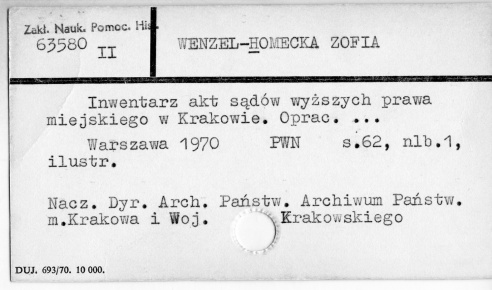 Zakł. Nauk. Pomoc. His.
63580 II
WENZEL-HOMECKA ZOFIA
Inwentarz akt sądów wyższych prawa
miejskiego w Krakowie. Oprac. ...
Warszawa 1970 PWN s.62, nlb.1,
ilustr.
Nacz. Dyr. Arch. Państw. Archiwum Państw.
m.Krakowa i Woj. Krakowskiego
DUJ. 693/70. 10 000.